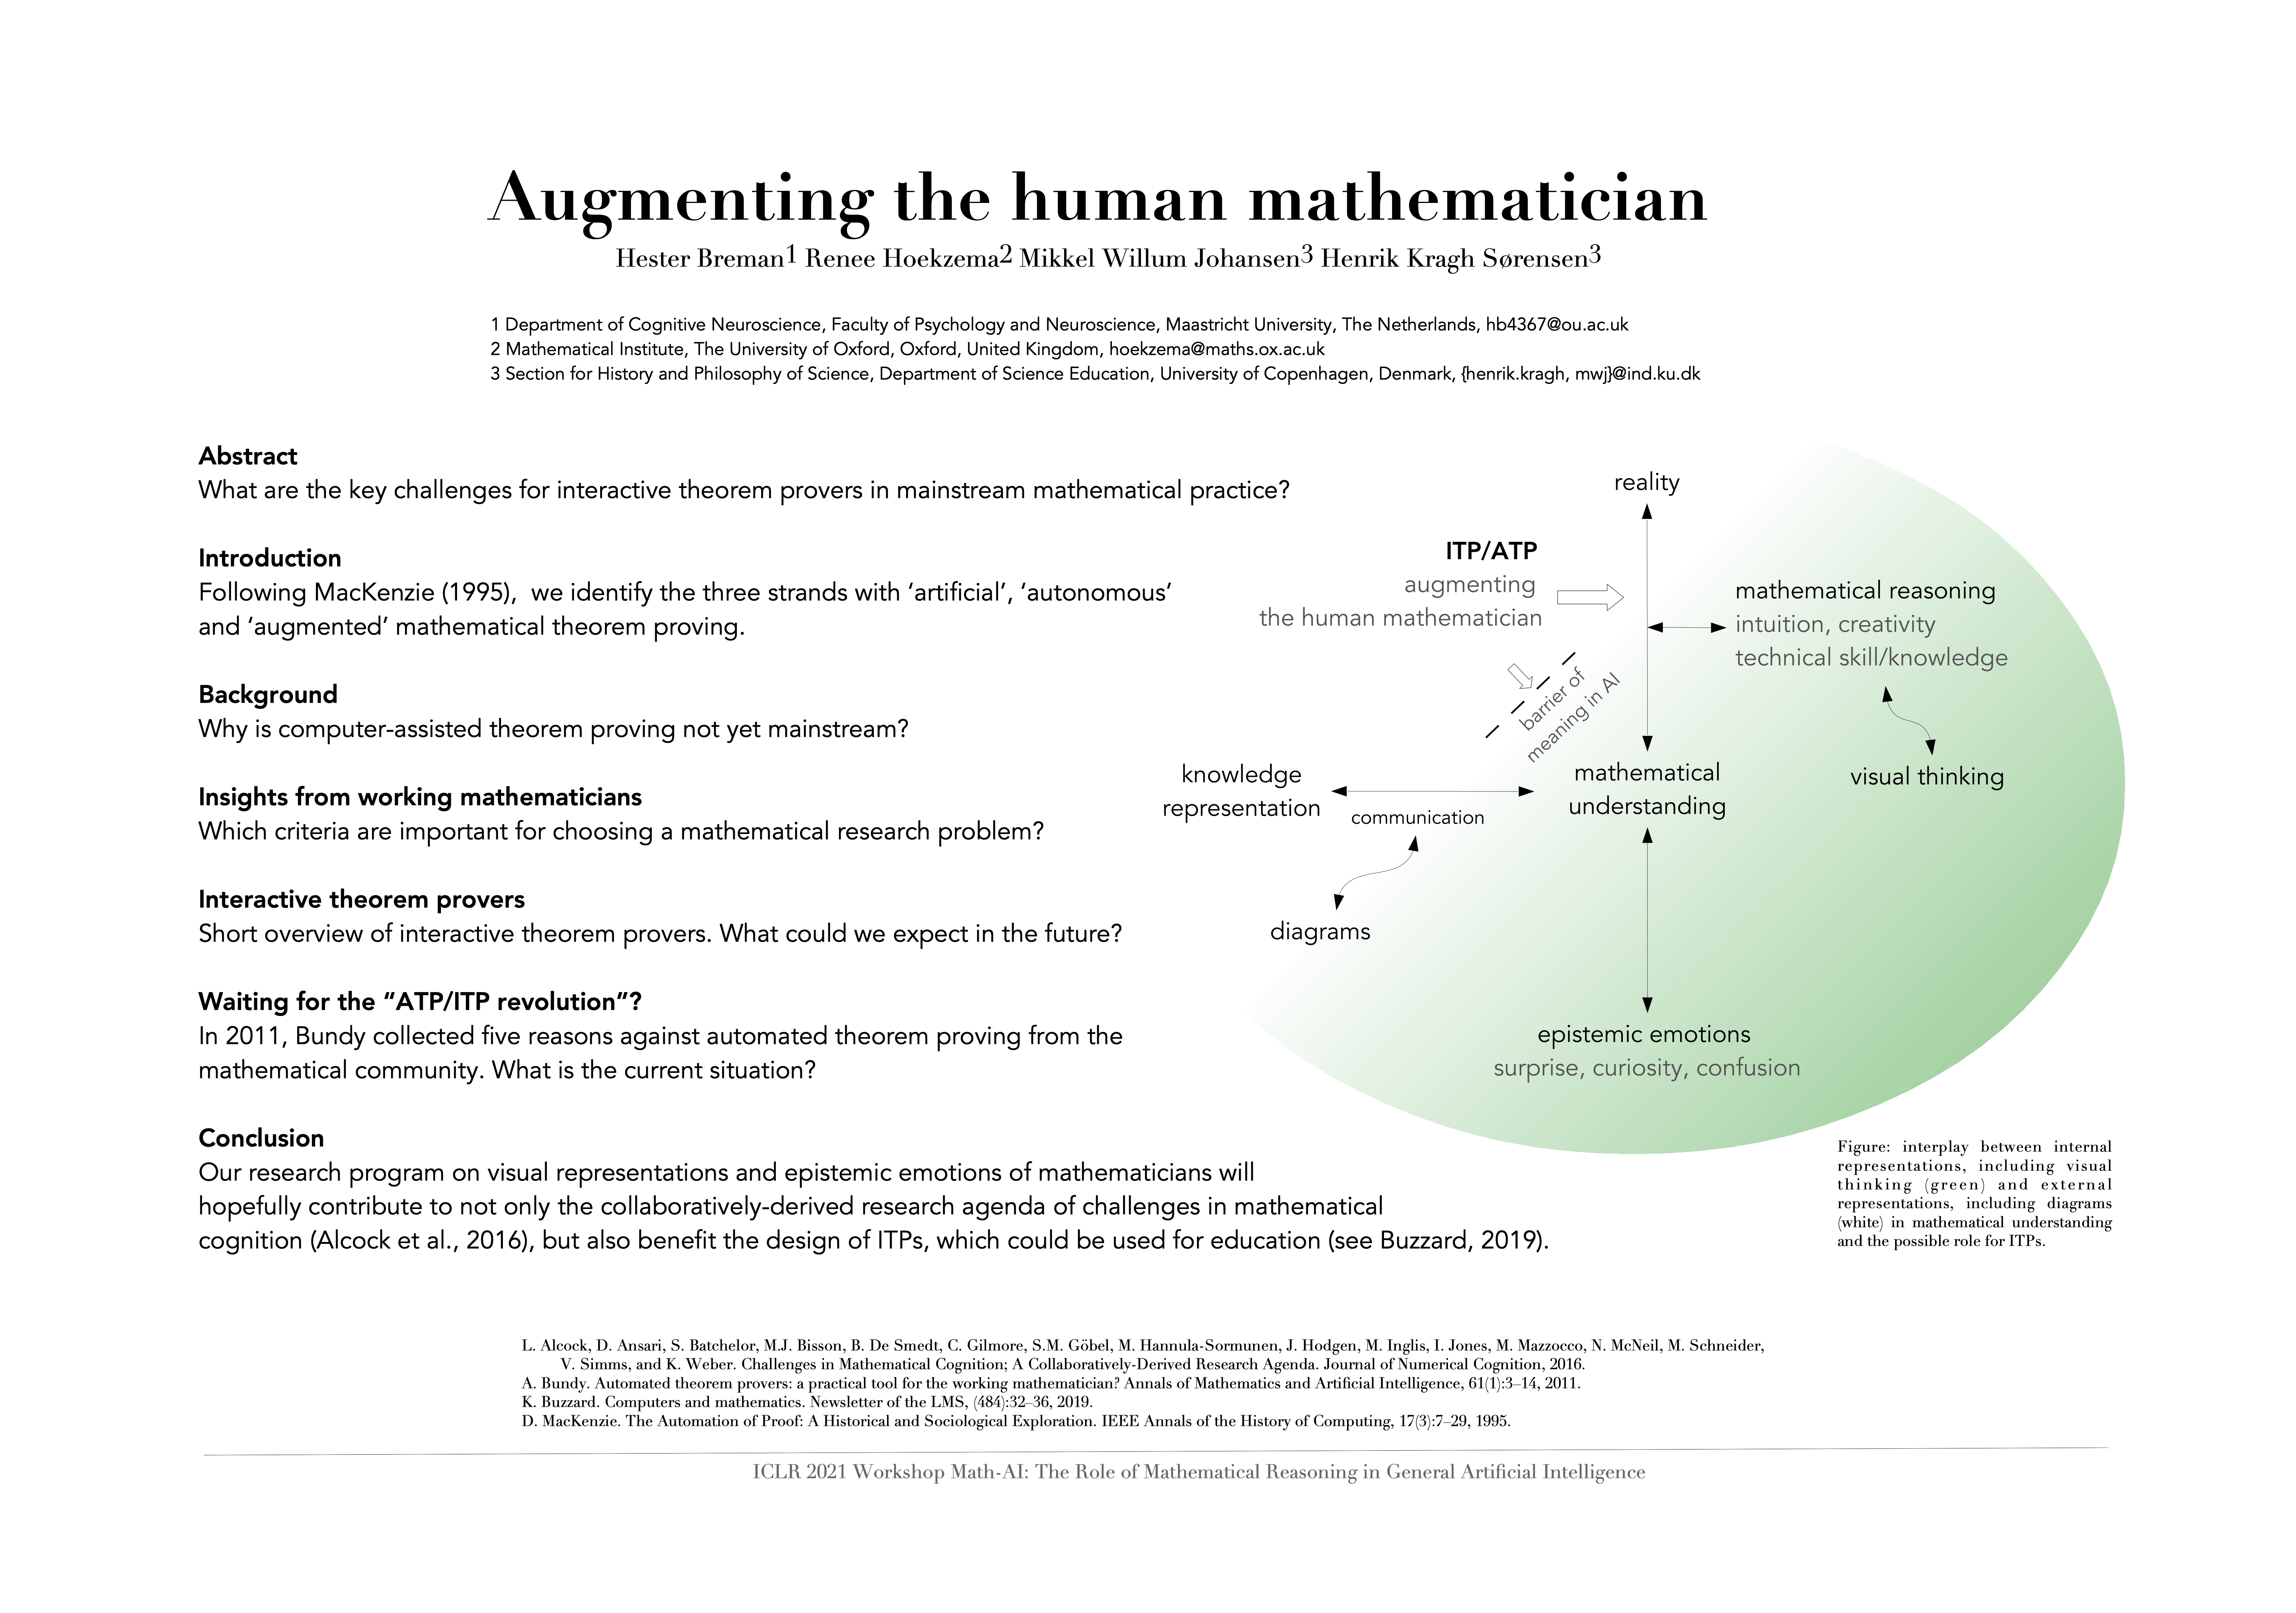 Augmenting the human mathematician
Hester Breman1 Renee Hoekzema2 Mikkel Willum Johansen3 Henrik Kragh Sørensen3
1 Department of Cognitive Neuroscience, Faculty of Psychology and Neuroscience, Maastricht University, The Netherlands, hb4367@ou.ac.uk
2 Mathematical Institute, The University of Oxford, Oxford, United Kingdom, hoekzema@maths.ox.ac.uk
3 Section for History and Philosophy of Science, Department of Science Education, University of Copenhagen, Denmark, {henrik.kragh, mwj}@ind.ku.dk
Abstract
What are the key challenges for interactive theorem provers in mainstream mathematical practice?
Introduction
Following MacKenzie (1995),  we identify the three strands with ‘artificial’, ‘autonomous’
and ‘augmented’ mathematical theorem proving.
Background
Why is computer-assisted theorem proving not yet mainstream?
Insights from working mathematicians
Which criteria are important for choosing a mathematical research problem?
Interactive theorem provers
Short overview of interactive theorem provers. What could we expect in the future?
Waiting for the “ATP/ITP revolution”?
In 2011, Bundy collected five reasons against automated theorem proving from the
mathematical community. What is the current situation?
Conclusion
Our research program on visual representations and epistemic emotions of mathematicians will
hopefully contribute to not only the collaboratively-derived research agenda of challenges in mathematical
cognition (Alcock et al., 2016), but also benefit the design of ITPs, which could be used for education (see Buzzard, 2019).
reality
ITP/ATP
augmenting
the human mathematician
mathematical reasoning
intuition, creativity
technical skill/knowledge
barrier of
meaning in AI
visual thinking
knowledge
representation
communication
mathematical
understanding
diagrams
epistemic emotions
surprise, curiosity, confusion
Figure: interplay between internal
representations, including visual
thinking (green) and external
representations, including diagrams
(white) in mathematical understanding
and the possible role for ITPs.
L. Alcock, D. Ansari, S. Batchelor, M.J. Bisson, B. De Smedt, C. Gilmore, S.M. Göbel, M. Hannula-Sormunen, J. Hodgen, M. Inglis, I. Jones, M. Mazzocco, N. McNeil, M. Schneider,
V. Simms, and K. Weber. Challenges in Mathematical Cognition; A Collaboratively-Derived Research Agenda. Journal of Numerical Cognition, 2016.
A. Bundy. Automated theorem provers: a practical tool for the working mathematician? Annals of Mathematics and Artificial Intelligence, 61(1):3–14, 2011.
K. Buzzard. Computers and mathematics. Newsletter of the LMS, (484):32–36, 2019.
D. MacKenzie. The Automation of Proof: A Historical and Sociological Exploration. IEEE Annals of the History of Computing, 17(3):7–29, 1995.
ICLR 2021 Workshop Math-AI: The Role of Mathematical Reasoning in General Artificial Intelligence